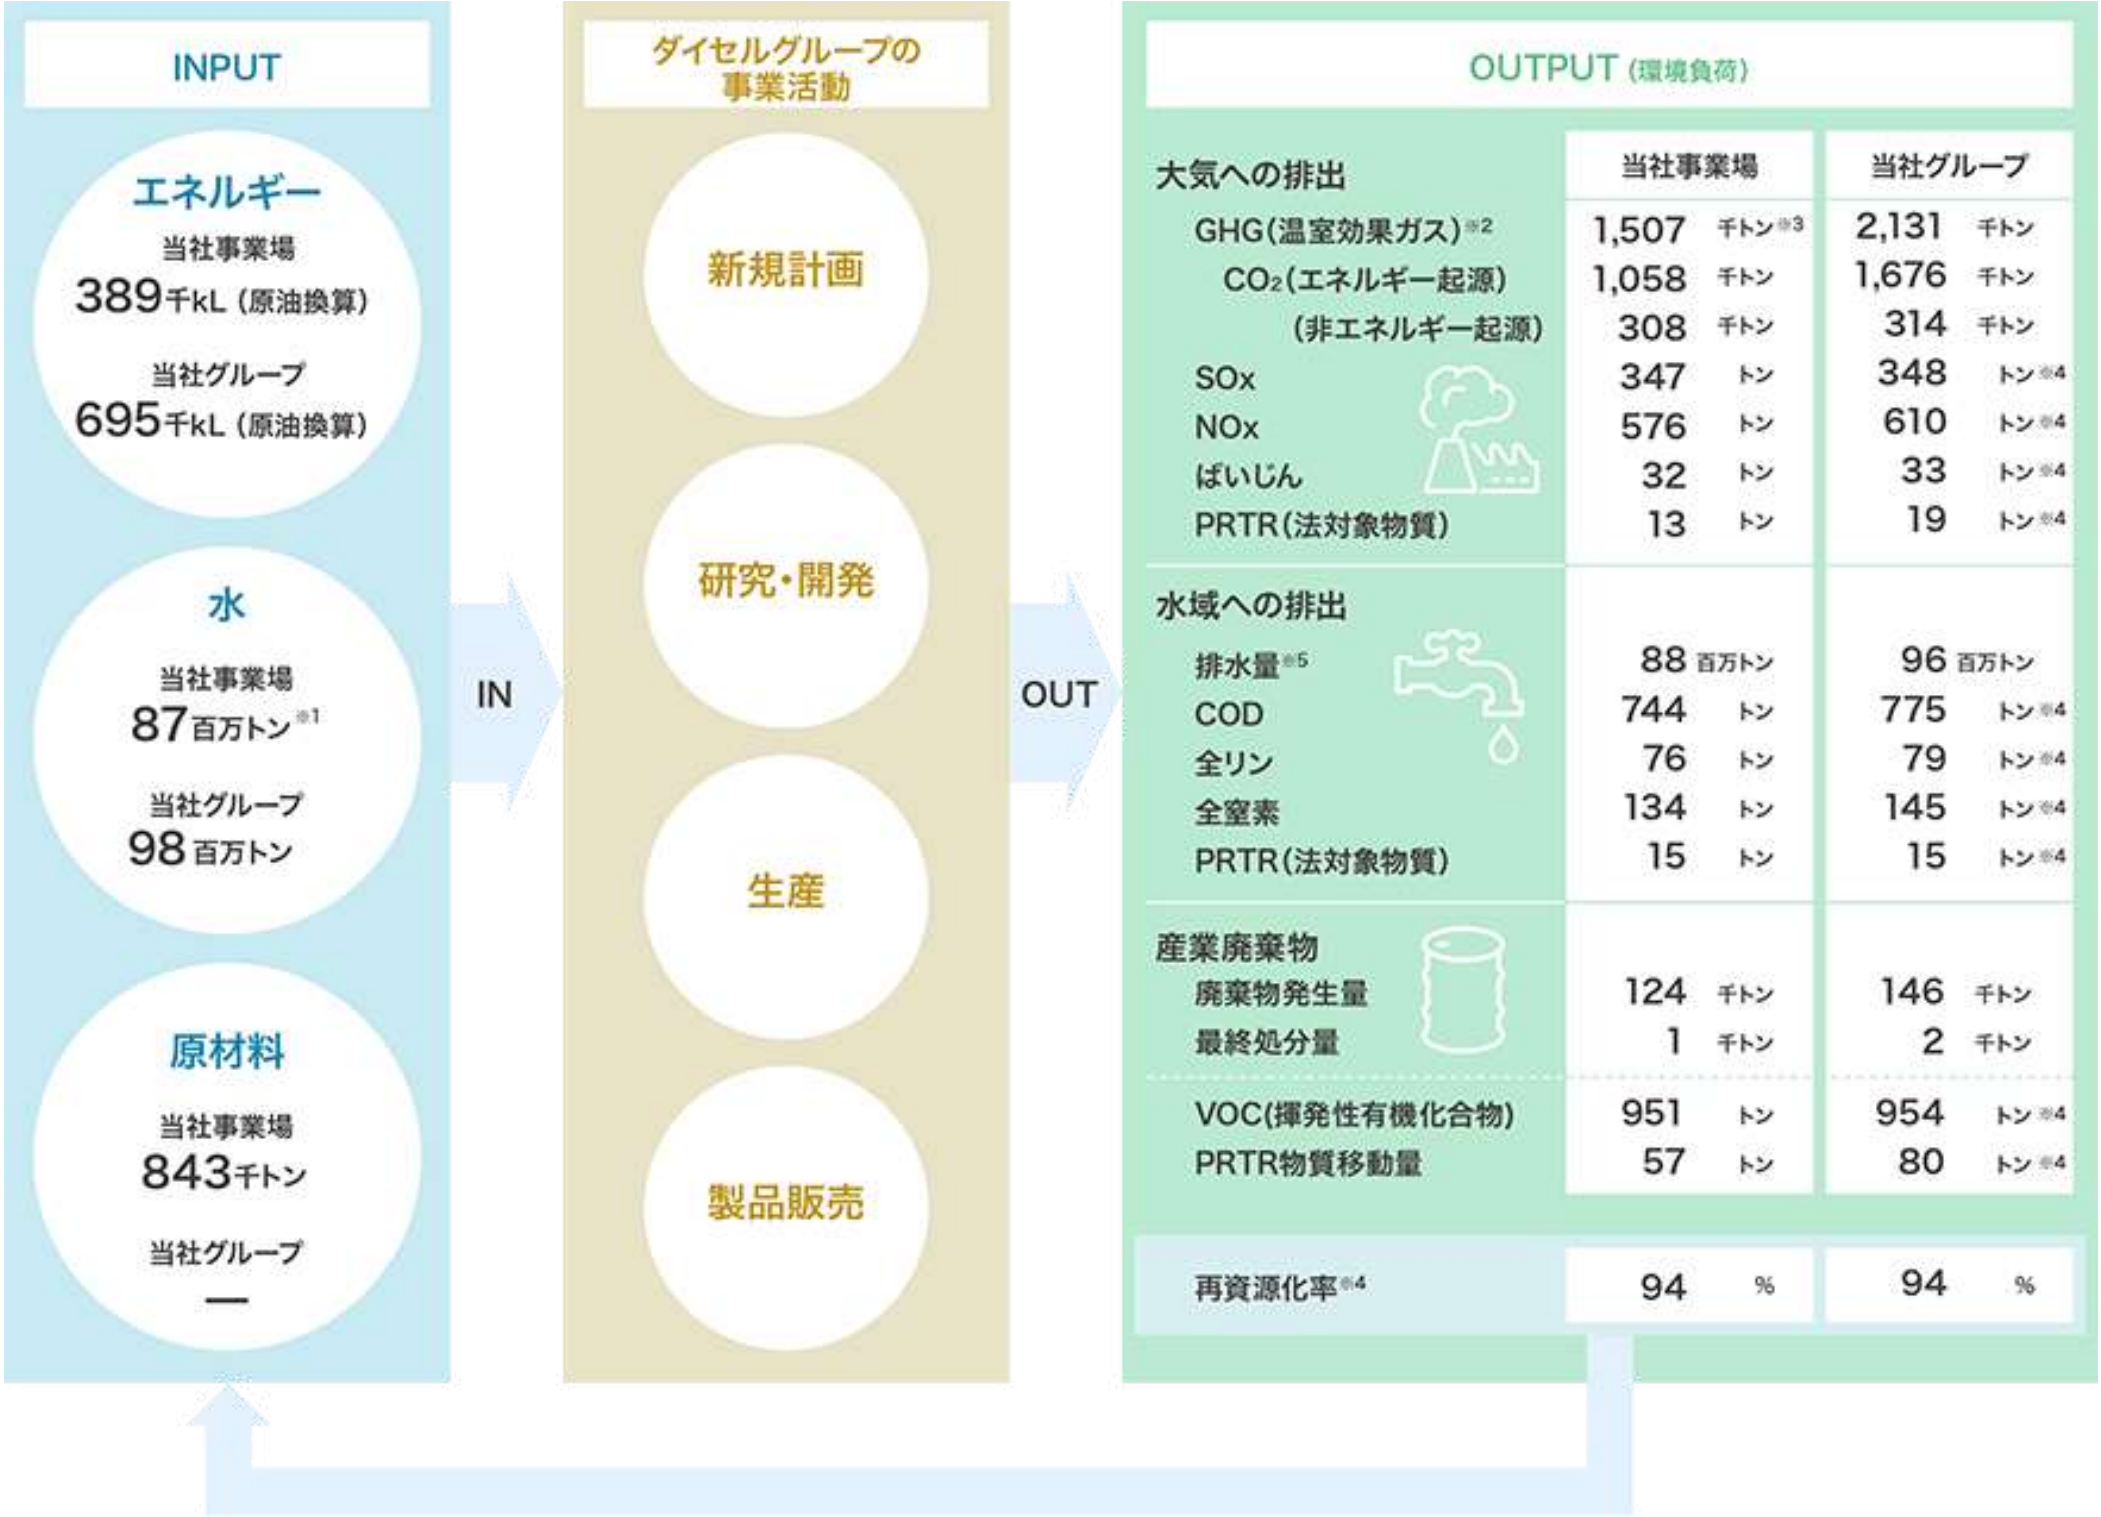 INPUT
エネルギー
当社事業場
389千kL（原油換算）
当社グループ
695千kL（原油換算）
水
当社事業場
87百万トン※1
当社グループ
98百万トン
原材料
当社事業場
843千トン
当社グループ
―
IN
ダイセルグループの
事業活動
新規計画
研究・開発
生産
製品販売
OUT
OUTPUT（環境負荷）
大気への排出 当社事業場 当社グループ
GHG（温室効果ガス）※2 1,507 千トン※3 2,131 千トン
CO₂（エネルギー起源） 1,058 千トン 1,676 千トン
（非エネルギー起源） 308 千トン 314 千トン
SOx 347 トン 348 トン※4
NOx 576 トン 610 トン※4
ばいじん 32 トン 33 トン※4
PRTR（法対象物質） 13 トン 19 トン※4
水域への排出
排水量※5 88 百万トン 96 百万トン
COD 744 トン 775 トン※4
全リン 76 トン 79 トン※4
全窒素 134 トン 145 トン※4
PRTR（法対象物質） 15 トン 15 トン※4
産業廃棄物
廃棄物発生量 124 千トン 146 千トン
最終処分量 1 千トン 2 千トン
VOC(揮発性有機化合物) 951 トン 954 トン※4
PRTR物質移動量 57 トン 80 トン※4
再資源化率※4 94 % 94 %